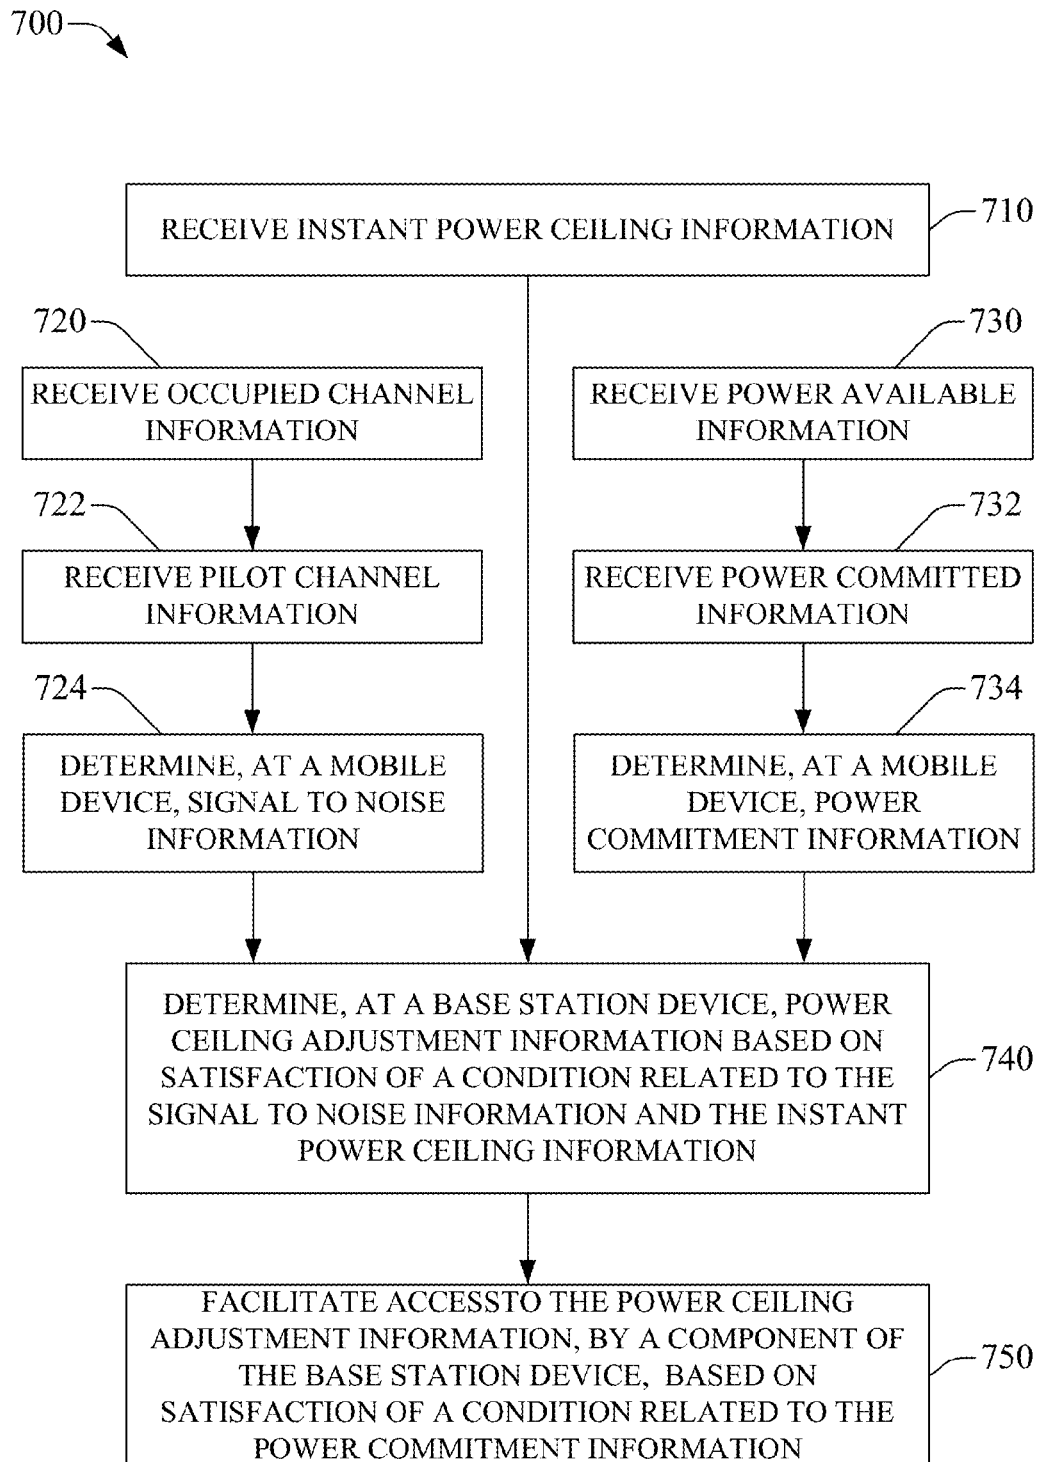 700
RECEIVE INSTANT POWER CEILING INFORMATION
710
720
RECEIVE OCCUPIED CHANNEL
INFORMATION
722
RECEIVE PILOT CHANNEL
INFORMATION
724
DETERMINE, AT A MOBILE
DEVICE, SIGNAL TO NOISE
INFORMATION
730
RECEIVE POWER AVAILABLE
INFORMATION
732
RECEIVE POWER COMMITTED
INFORMATION
734
DETERMINE, AT A MOBILE
DEVICE, POWER
COMMITMENT INFORMATION
DETERMINE, AT A BASE STATION DEVICE, POWER
CEILING ADJUSTMENT INFORMATION BASED ON
SATISFACTION OF A CONDITION RELATED TO THE
SIGNAL TO NOISE INFORMATION AND THE INSTANT
POWER CEILING INFORMATION
740
FACILITATE ACCESSTO THE POWER CEILING
ADJUSTMENT INFORMATION, BY A COMPONENT OF
THE BASE STATION DEVICE, BASED ON
SATISFACTION OF A CONDITION RELATED TO THE
POWER COMMITMENT INFORMATION
750